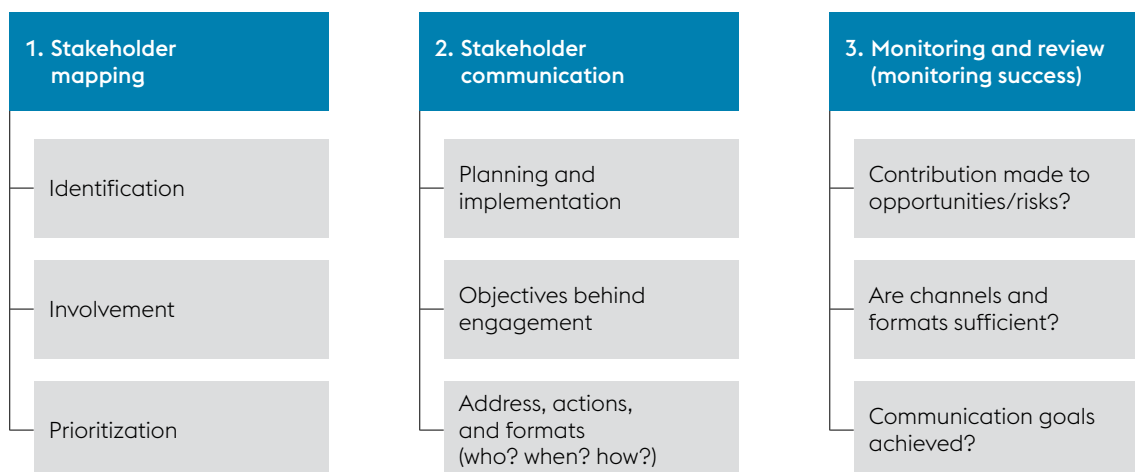 1. Stakeholder
mapping
Identification
Involvement
Prioritization
2. Stakeholder
communication
Planning and
implementation
Objectives behind
engagement
Address, actions,
and formats
(who? when? how?)
3. Monitoring and review
(monitoring success)
Contribution made to
opportunities/risks?
Are channels and
formats sufficient?
Communication goals
achieved?